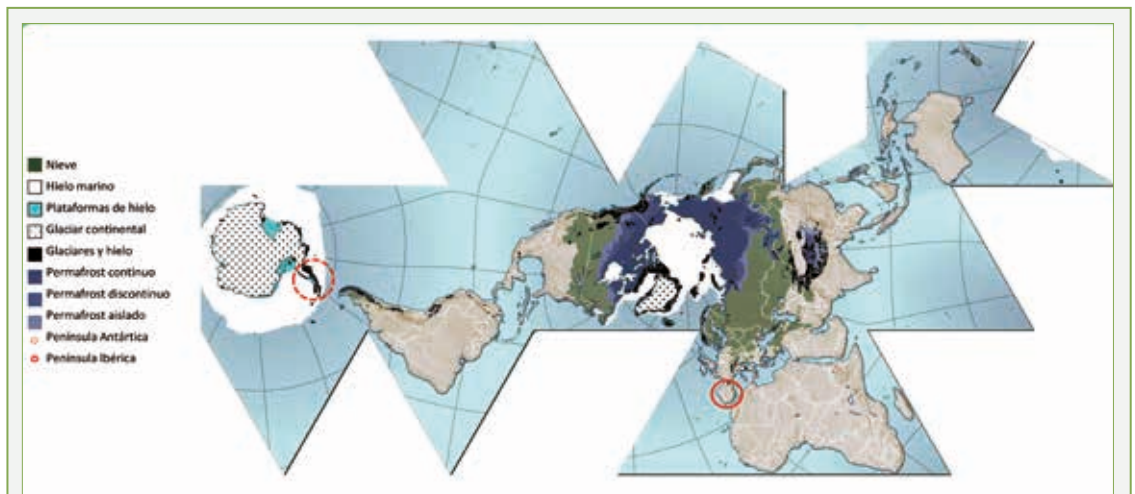 Nieve
Hielo marino
Plataformas de hielo
Glaciar continental
Glaciares y hielo
Permafrost continuo
Permafrost discontinuo
Permafrost aislado
Península Antártica
Península Ibérica